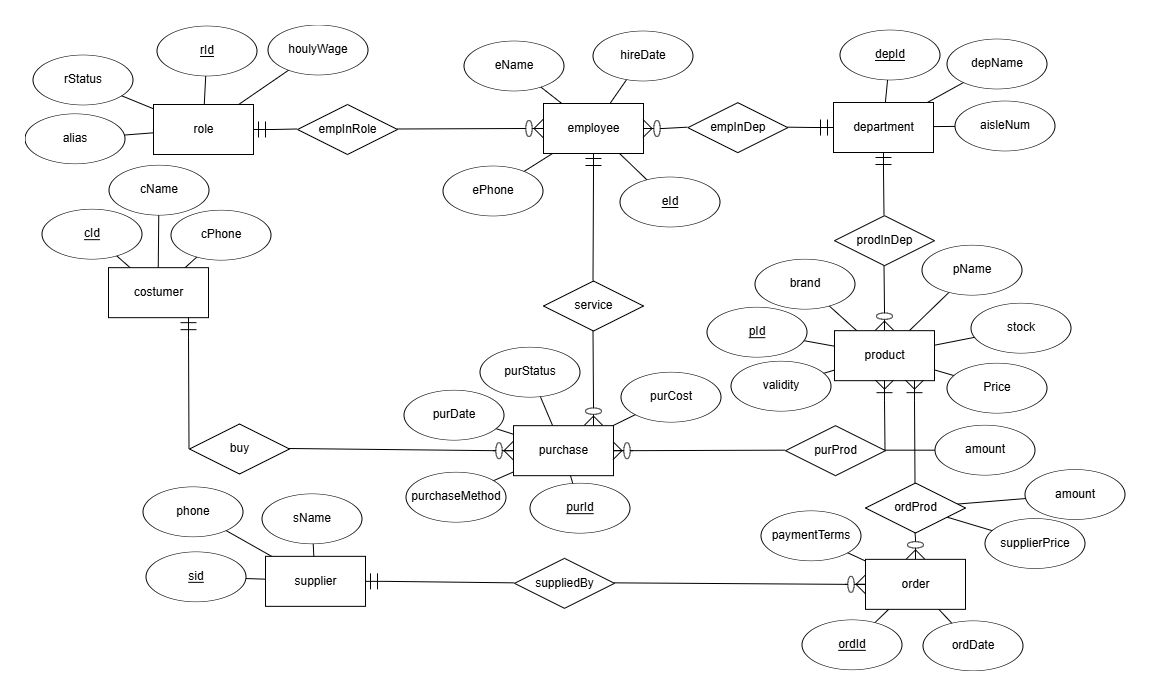 rId
houlyWage
rStatus
alias
role
empInRole
eName
hireDate
employee
ePhone
eId
empInDep
depId
depName
aisleNum
department
cName
cId
cPhone
costumer
service
prodInDep
brand
pName
pId
stock
product
validity
Price
purStatus
purDate
purCost
purchase
purchaseMethod
purId
buy
purProd
amount
phone
sName
sid
supplier
suppliedBy
ordProd
amount
supplierPrice
paymentTerms
order
ordId
ordDate